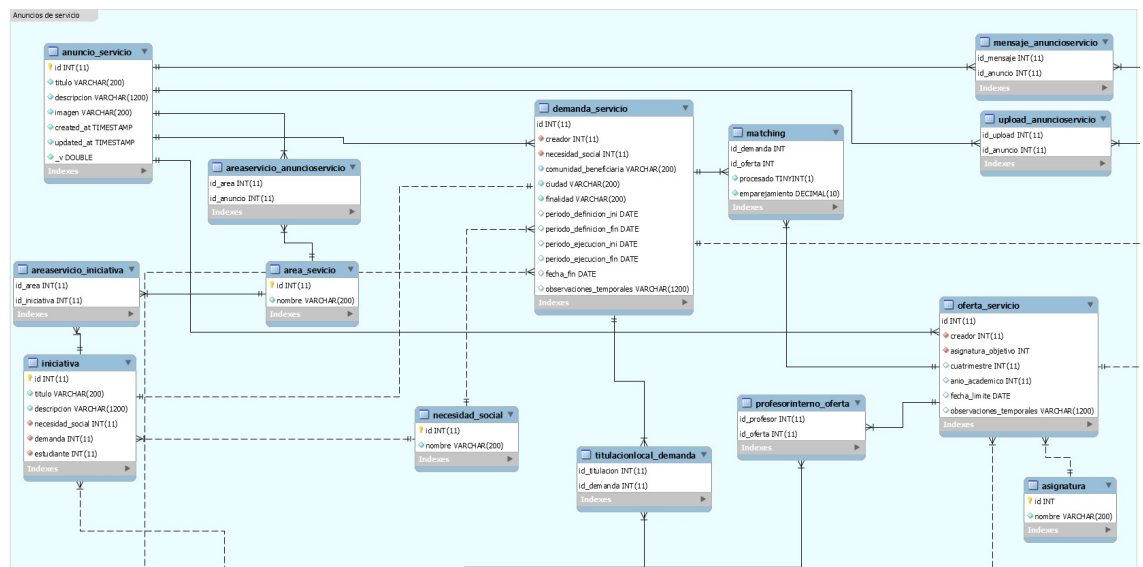 Anuncios de servicio
anuncio_servicio
id INT(11)
titulo VARCHAR(200)
descripcion VARCHAR(1200)
imagen VARCHAR(200)
created_at TIMESTAMP
updated_at TIMESTAMP
_v DOUBLE
Indexes
mensaje_anuncioservicio
id_mensaje INT(11)
id_anuncio INT(11)
Indexes
upload_anuncioservicio
id_upload INT(11)
id_anuncio INT(11)
Indexes
demanda_servicio
id INT(11)
creador INT(11)
necesidad_social INT(11)
comunidad_beneficiaria VARCHAR(200)
ciudad VARCHAR(200)
finalidad VARCHAR(200)
periodo_definicion_ini DATE
periodo_definicion_fin DATE
periodo_ejecucion_ini DATE
periodo_ejecucion_fin DATE
fecha_fin DATE
observaciones_temporales VARCHAR(1200)
Indexes
matching
id_demanda INT
id_oferta INT
procesado TINYINT(1)
emparejamiento DECIMAL(10)
Indexes
areaservicio_anuncioservicio
id_area INT(11)
id_anuncio INT(11)
Indexes
areaservicio_iniciativa
id_area INT(11)
id_iniciativa INT(11)
Indexes
area_sevicio
id INT(11)
nombre VARCHAR(200)
Indexes
oferta_servicio
id INT(11)
creador INT(11)
asignatura_objetivo INT
cuatrimestre INT(11)
anio_academico INT(11)
fecha_limite DATE
observaciones_temporales VARCHAR(1200)
Indexes
iniciativa
id INT(11)
titulo VARCHAR(200)
descripcion VARCHAR(1200)
necesidad_social INT(11)
demanda INT(11)
estudiante INT(11)
Indexes
necesidad_social
id INT(11)
nombre VARCHAR(200)
Indexes
profesorinterno_oferta
id_profesor INT(11)
id_oferta INT(11)
Indexes
titulacionlocal_demanda
id_titulacion INT(11)
id_demanda INT(11)
Indexes
asignatura
id INT
nombre VARCHAR(200)
Indexes